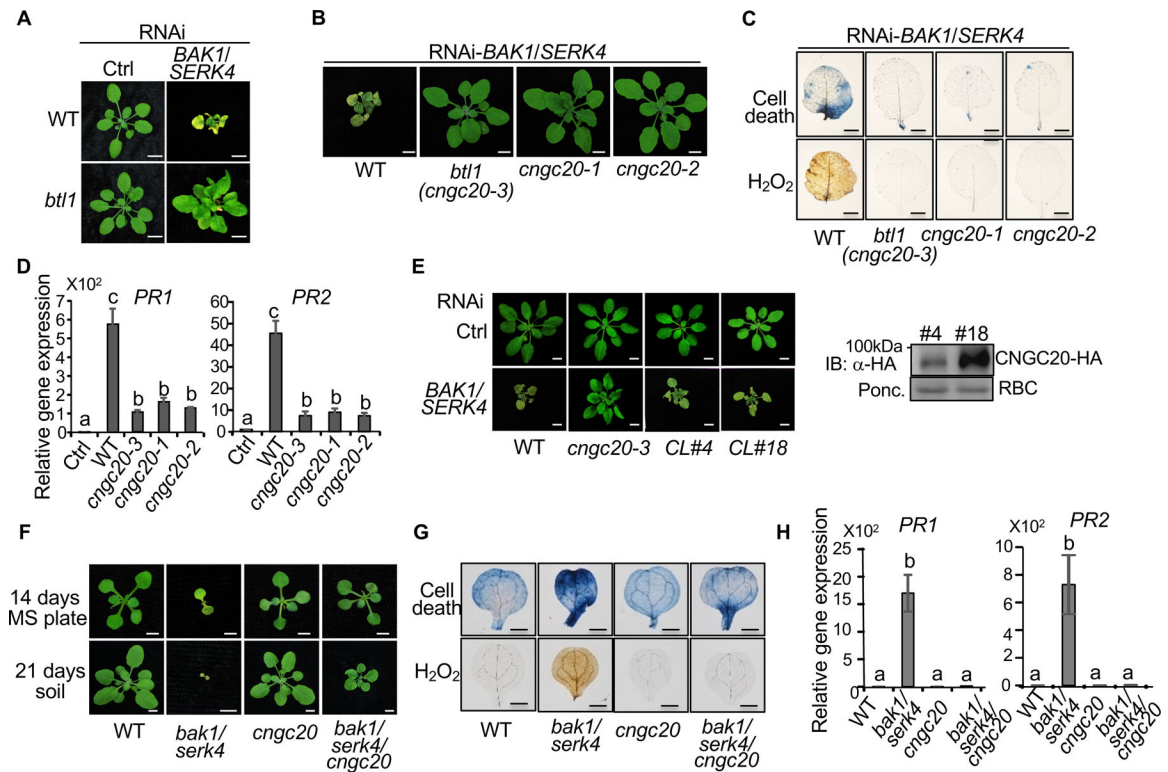 A
RNAi
Ctrl
BAK1/
SERK4
WT
btl1
B
RNAi-BAK1/SERK4
WT
btl1
(cngc20-3)
cngc20-1
cngc20-2
C
RNAi-BAK1/SERK4
Cell
death
H2O2
WT
btl1
(cngc20-3)
cngc20-1
cngc20-2
D
Relative gene expression
X10²
PR1
7
6
5
4
3
2
1
0
a
c
b
b
b
Ctrl
WT
cngc20-3
cngc20-1
cngc20-2
PR2
60
50
40
30
20
10
0
a
c
b
b
b
Ctrl
WT
cngc20-3
cngc20-1
cngc20-2
E
RNAi
Ctrl
BAK1/
SERK4
WT
cngc20-3
CL#4
CL#18
#4 #18
100kDa
IB: α-HA
CNGC20-HA
Ponc.
RBC
F
14 days
MS plate
21 days
soil
WT
bak1/
serk4
cngc20
bak1/
serk4/
cngc20
G
Cell
death
H2O2
WT
bak1/
serk4
cngc20
bak1/
serk4/
cngc20
H
Relative gene expression
X10²
PR1
25
20
15
10
5
0
a
b
a
a
WT
bak1/
serk4
cngc20
bak1/
serk4/
cngc20
X10²
PR2
10
8
6
4
2
0
a
b
a
a
WT
bak1/
serk4
cngc20
bak1/
serk4/
cngc20